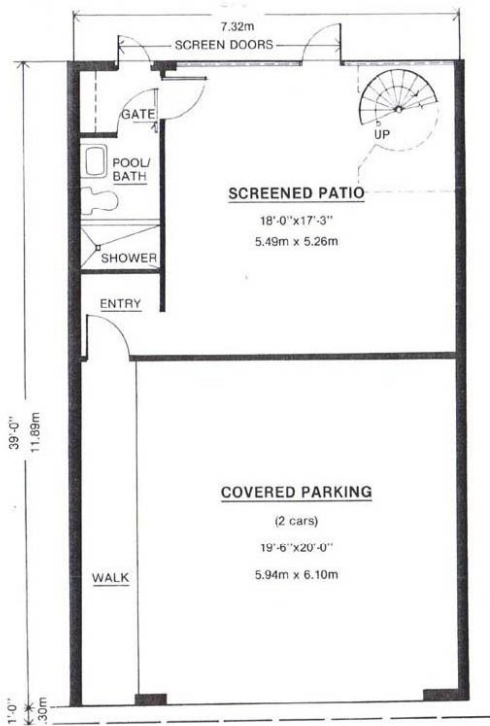 7.32m
SCREEN DOORS
GATE
UP
POOL/
BATH
SCREENED PATIO
18'-0"x17'-3"
5.49m x 5.26m
SHOWER
ENTRY
39'-0"
11.89m
COVERED PARKING
(2 cars)
19'-6"x20'-0"
5.94m x 6.10m
WALK
1'-0"
.30m